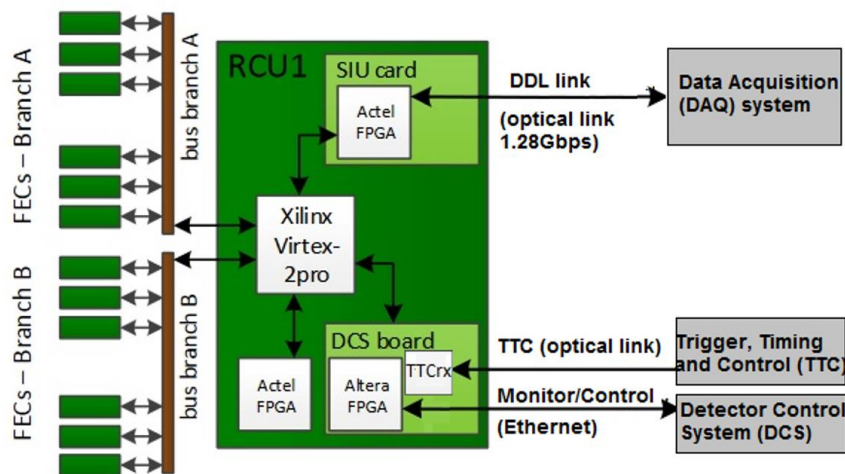 FECs – Branch A
bus branch A
RCU1
SIU card
Actel
FPGA
DDL link
(optical link
1.28Gbps)
Data Acquisition
(DAQ) system
Xilinx
Virtex-
2pro
FECs – Branch B
bus branch B
Actel
FPGA
DCS board
TTCrx
Altera
FPGA
TTC (optical link)
Trigger, Timing
and Control (TTC)
Monitor/Control
(Ethernet)
Detector Control
System (DCS)